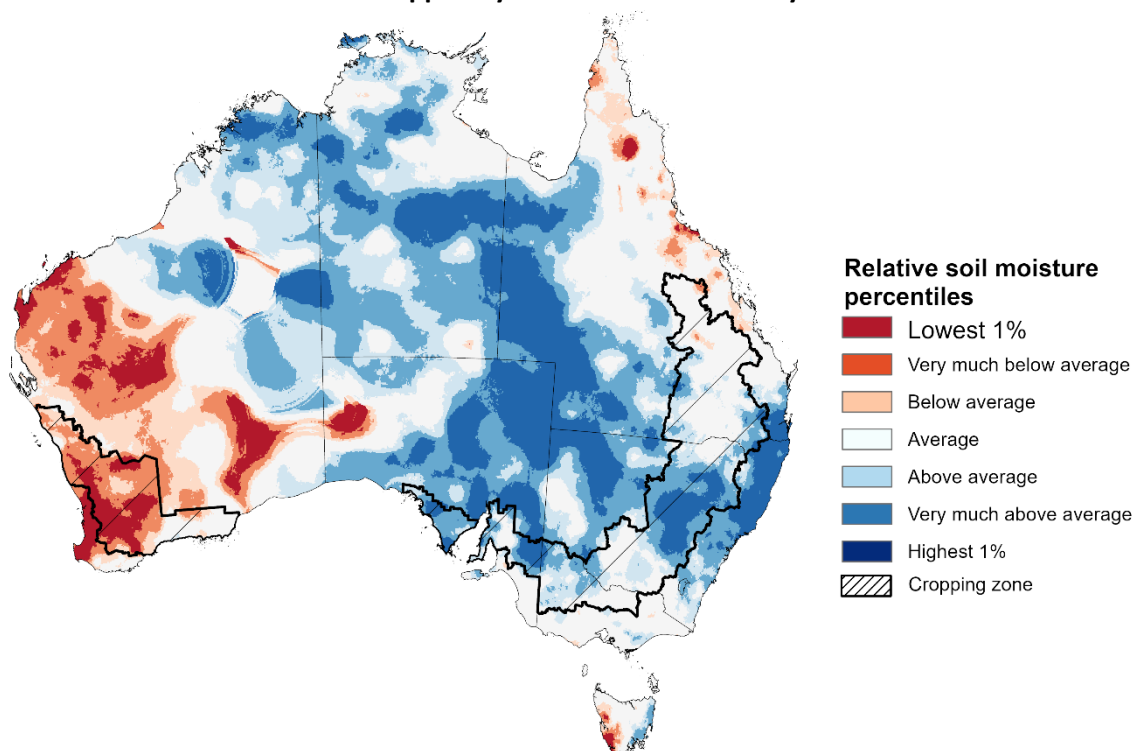 Relative soil moisture
percentiles
Lowest 1%
Very much below average
Below average
Average
Above average
Very much above average
Highest 1%
Cropping zone